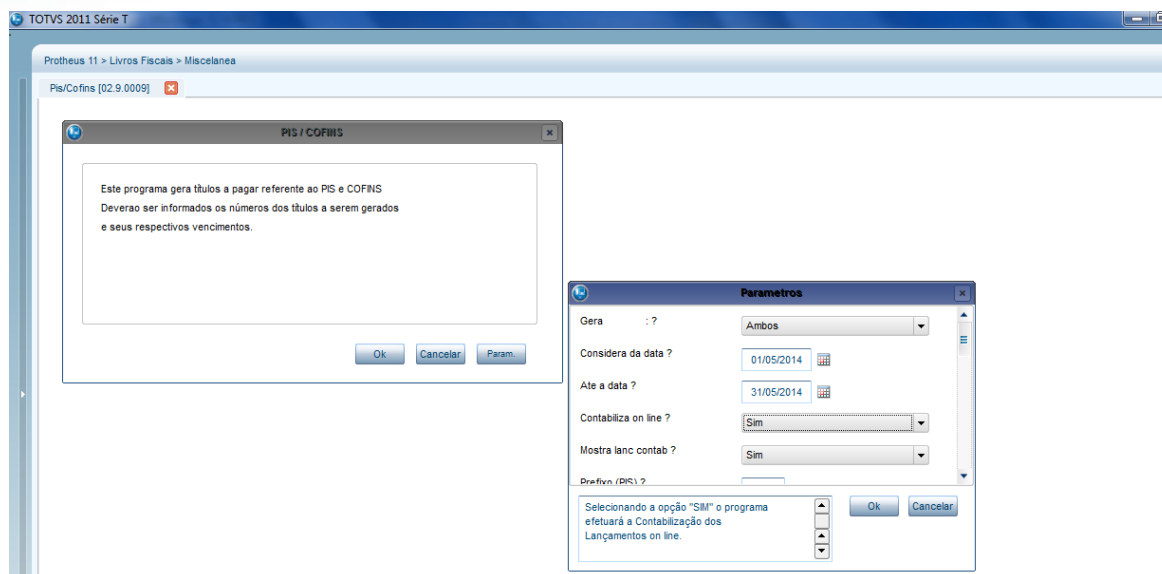 TOTVS 2011 Série T
Protheus 11 > Livros Fiscais > Miscelanea
Pis/Cofins [02.9.0009]
PIS / COFINS
Este programa gera títulos a pagar referente ao PIS e COFINS
Deverao ser informados os números dos títulos a serem gerados
e seus respectivos vencimentos.
Ok Cancelar Param.
Parametros
Gera : ? Ambos
Considera da data ? 01/05/2014
Ate a data ? 31/05/2014
Contabiliza on line ? Sim
Mostra lanc contab ? Sim
Prefixo (PIS) ?
Selecionando a opção "SIM" o programa
efetuará a Contabilização dos
Lançamentos on line.
Ok Cancelar